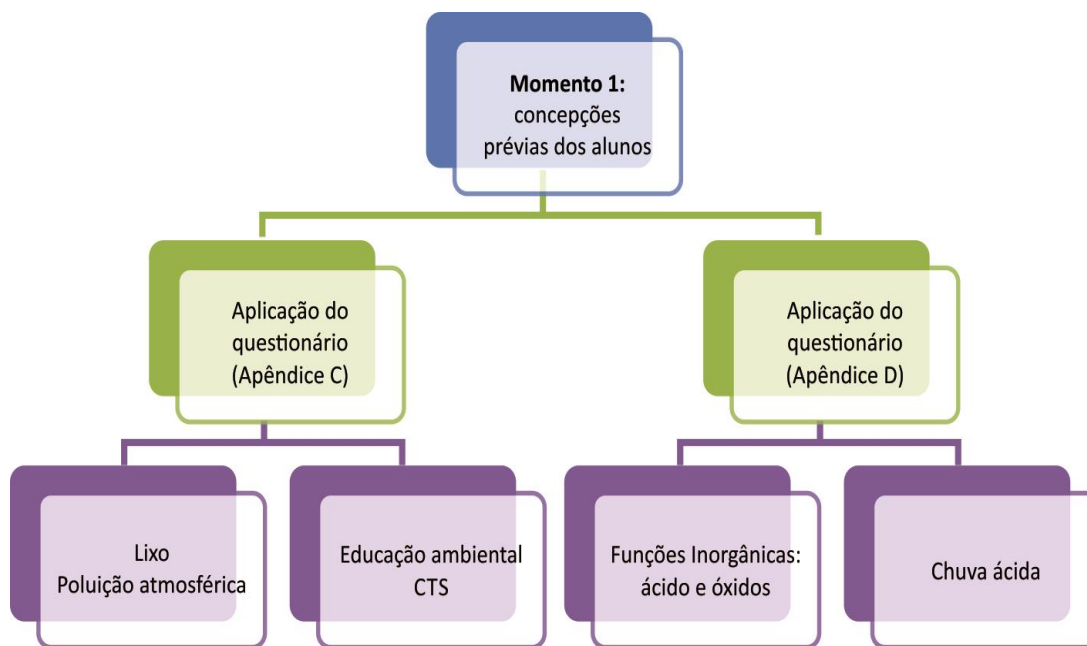 Momento 1:
concepções
prévias dos alunos
Aplicação do
questionário
(Apêndice C)
Aplicação do
questionário
(Apêndice D)
Lixo
Poluição atmosférica
Educação ambiental
CTS
Funções Inorgânicas:
ácido e óxidos
Chuva ácida